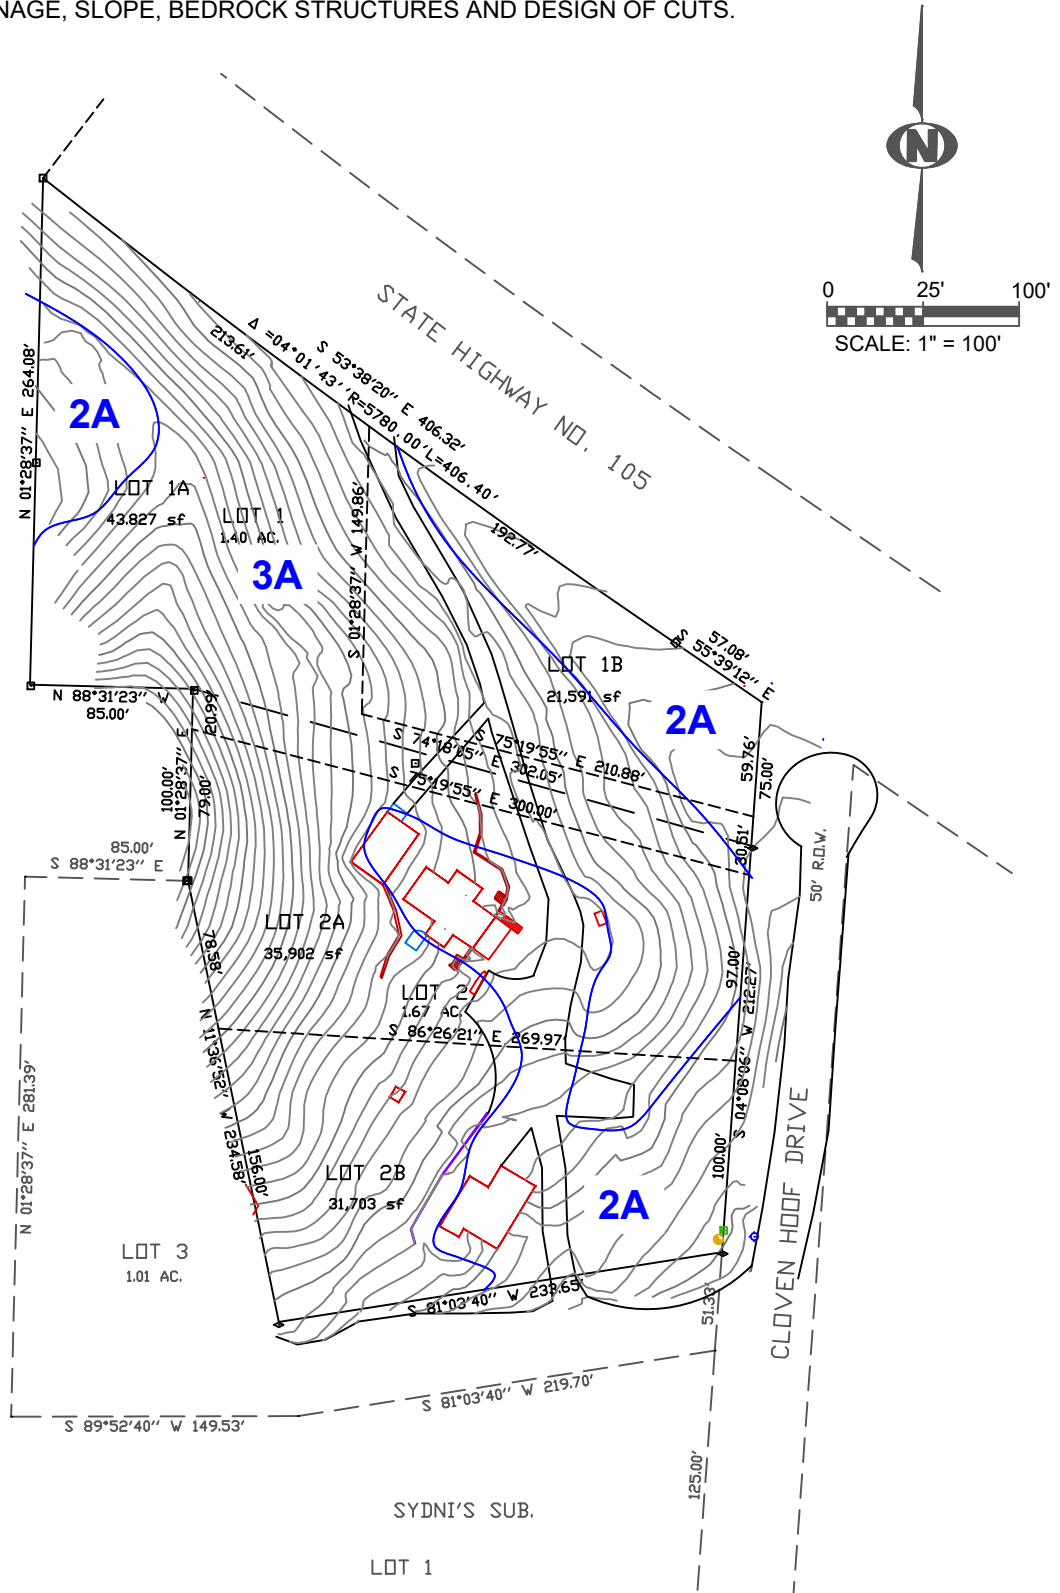 NAGE, SLOPE, BEDROCK STRUCTURES AND DESIGN OF CUTS.
N
0 25' 100'
SCALE: 1" = 100'
STATE HIGHWAY NO. 105
S 53°38'20" E 406.32'
Δ =04°01'43" R=5780.00' L=406.40'
213.61'
N 01°28'37" E 264.08'
2A
LOT 1A
43,827 sf
LOT 1
1.40 AC.
3A
S 01°28'37" W 149.86'
192.77'
57.08'
S 55°39'12" E
LOT 1B
21,591 sf
2A
N 88°31'23" W
85.00'
20.99'
S 75°19'55" E 210.88'
S 74°18'05" E 302.05'
S 75°19'55" E 300.00'
59.76'
75.00'
30.51'
N 01°28'37" E
100.00'
79.00'
85.00'
S 88°31'23" E
50' R.O.W.
LOT 2A
35,902 sf
78.58'
LOT 2
1.67 AC.
S 86°26'21" E 269.97'
97.00'
S 04°08'06" W 212.27'
N 11°36'52" W 234.58'
156.00'
N 01°28'37" E 281.39'
100.00'
LOT 2B
31,703 sf
2A
CLOVEN HOOF DRIVE
LOT 3
1.01 AC.
S 81°03'40" W 233.65'
51.33'
S 81°03'40" W 219.70'
S 89°52'40" W 149.53'
125.00'
SYDNI'S SUB.
LOT 1